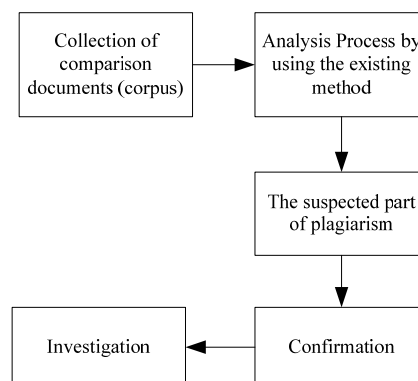 Collection of
comparison
documents (corpus)
Analysis Process by
using the existing
method
The suspected part
of plagiarism
Confirmation
Investigation